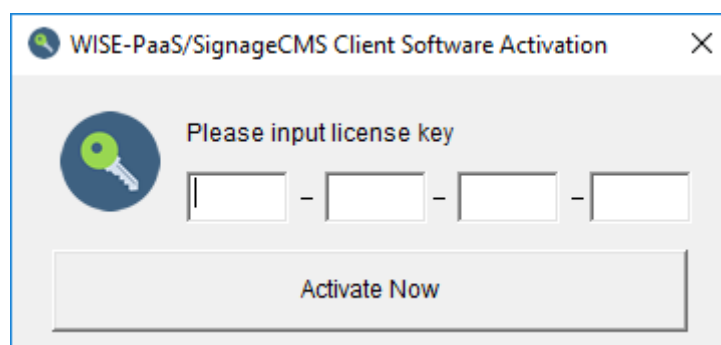 WISE-PaaS/SignageCMS Client Software Activation
Please input license key
– – –
Activate Now